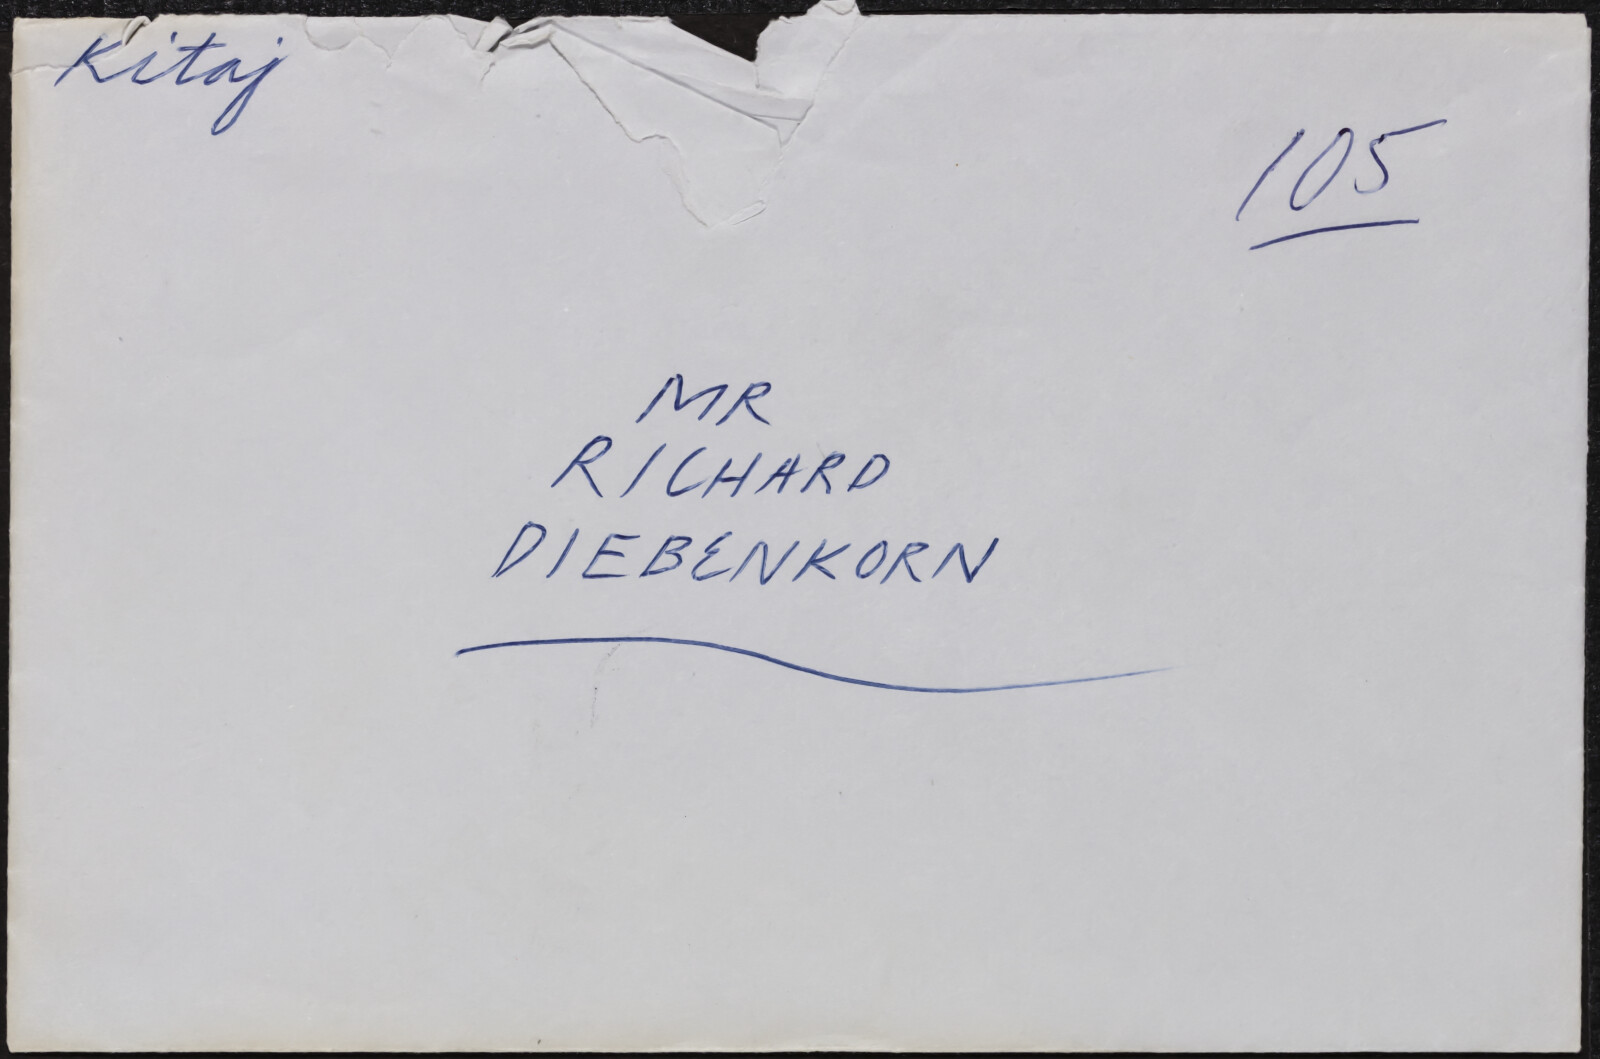 Kitaj
105
MR
RICHARD
DIEBENKORN